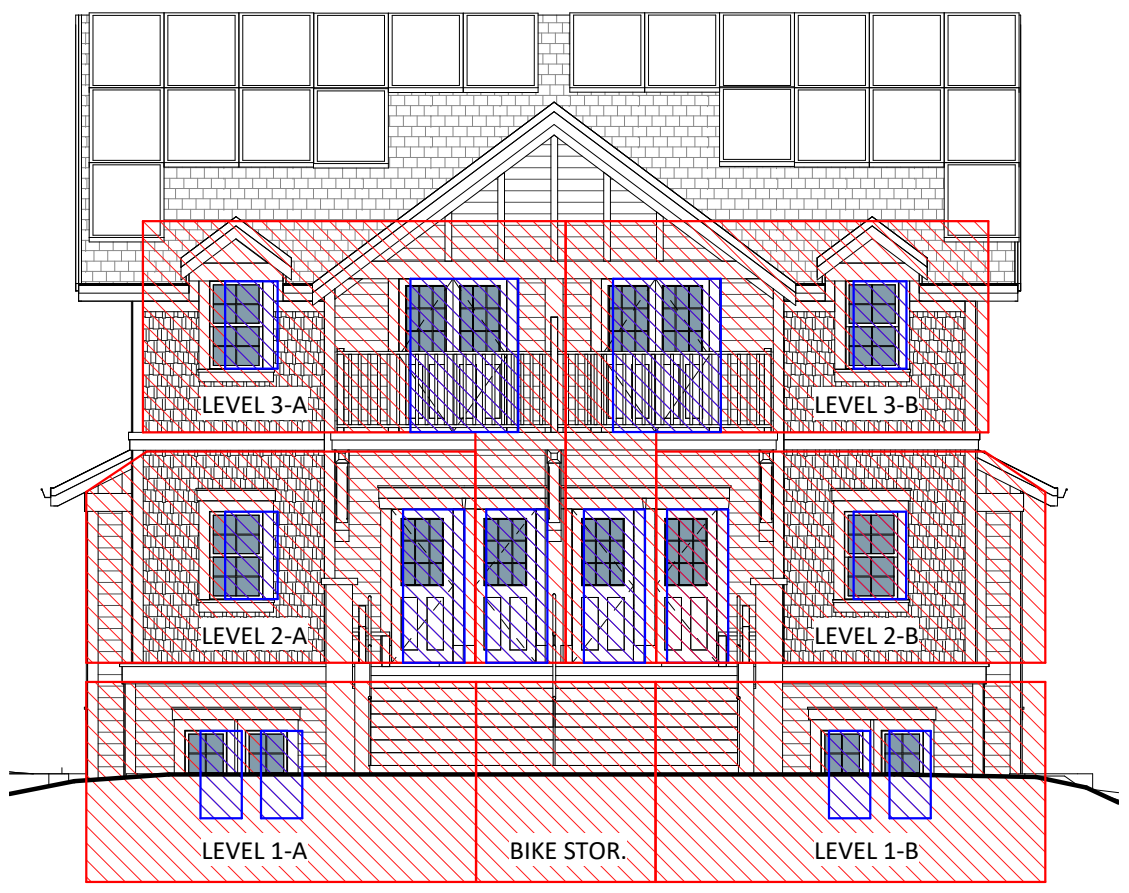 LEVEL 3-A
LEVEL 3-B
LEVEL 2-A
LEVEL 2-B
LEVEL 1-A
BIKE STOR.
LEVEL 1-B